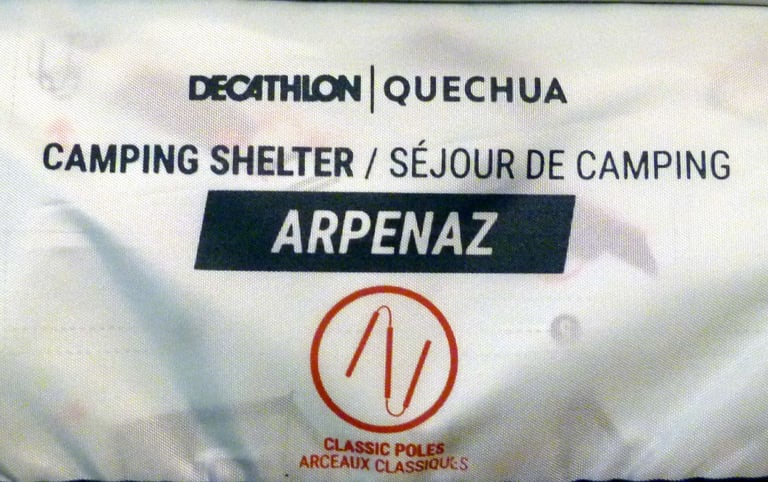 DECATHLON | QUECHUA
CAMPING SHELTER / SÉJOUR DE CAMPING
ARPENAZ
CLASSIC POLES
ARCEAUX CLASSIQUES